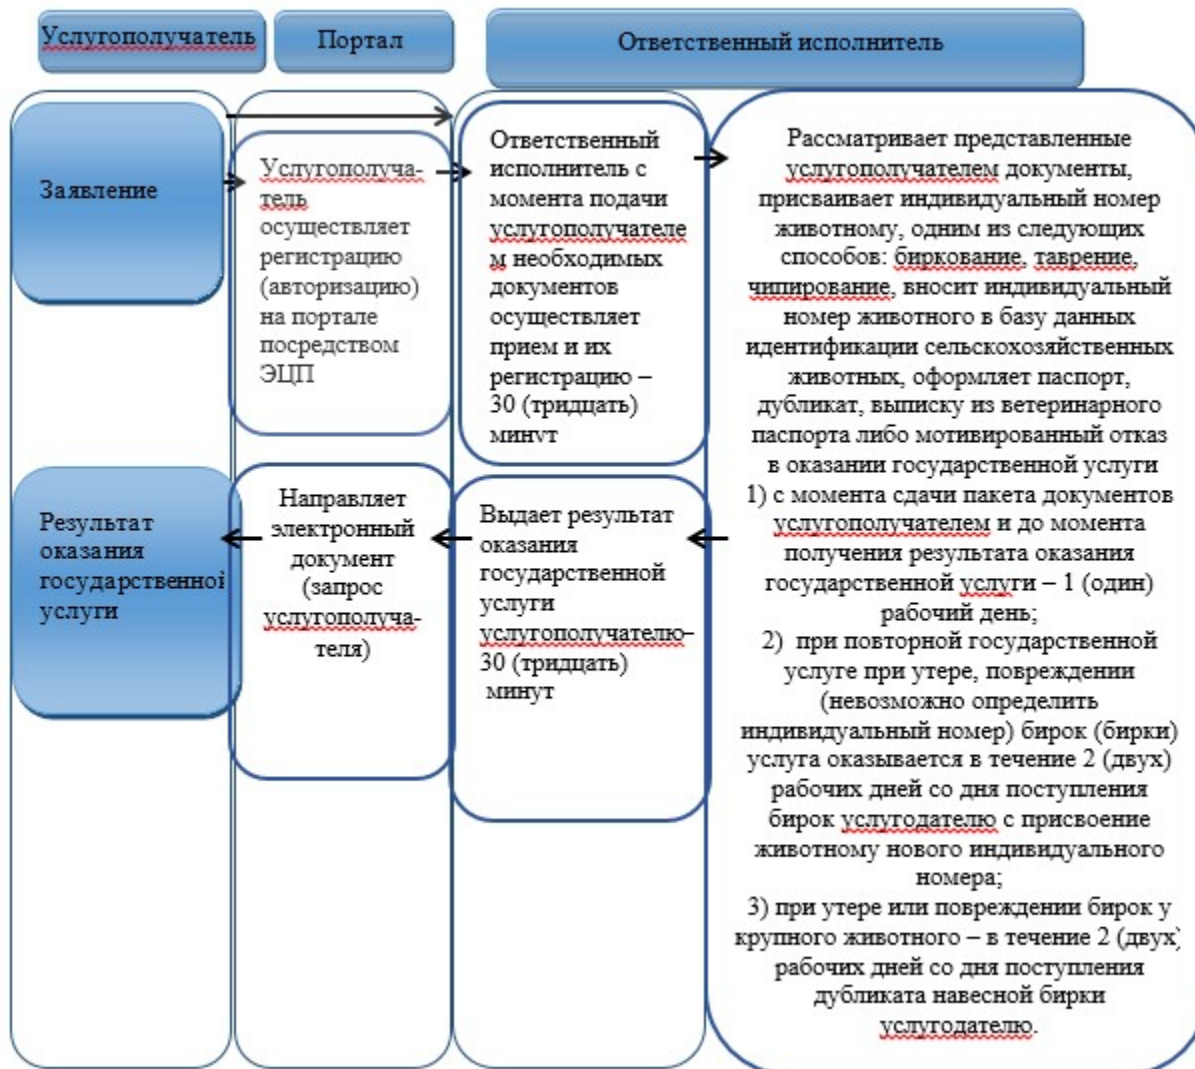 Услугополучатель
Портал
Ответственный исполнитель
Заявление
Услугополуча-
тель
осуществляет
регистрацию
(авторизацию)
на портале
посредством
ЭЦП
Ответственный
исполнитель с
момента подачи
услугополучателе
м необходимых
документов
осуществляет
прием и их
регистрацию –
30 (тридцать)
минут
Рассматривает представленные
услугополучателем документы,
присваивает индивидуальный номер
животному, одним из следующих
способов: биркование, таврение,
чипирование, вносит индивидуальный
номер животного в базу данных
идентификации сельскохозяйственных
животных, оформляет паспорт,
дубликат, выписку из ветеринарного
паспорта либо мотивированный отказ
в оказании государственной услуги
1) с момента сдачи пакета документов
услугополучателем и до момента
получения результата оказания
государственной услуги – 1 (один)
рабочий день;
2) при повторной государственной
услуге при утере, повреждении
(невозможно определить
индивидуальный номер) бирок (бирки)
услуга оказывается в течение 2 (двух)
рабочих дней со дня поступления
бирок услугодателю с присвоение
животному нового индивидуального
номера;
3) при утере или повреждении бирок у
крупного животного – в течение 2 (двух)
рабочих дней со дня поступления
дубликата навесной бирки
услугодателю.
Выдает результат
оказания
государственной
услуги
услугополучателю–
30 (тридцать)
минут
Направляет
электронный
документ
(запрос
услугополуча-
теля)
Результат
оказания
государственной
услуги